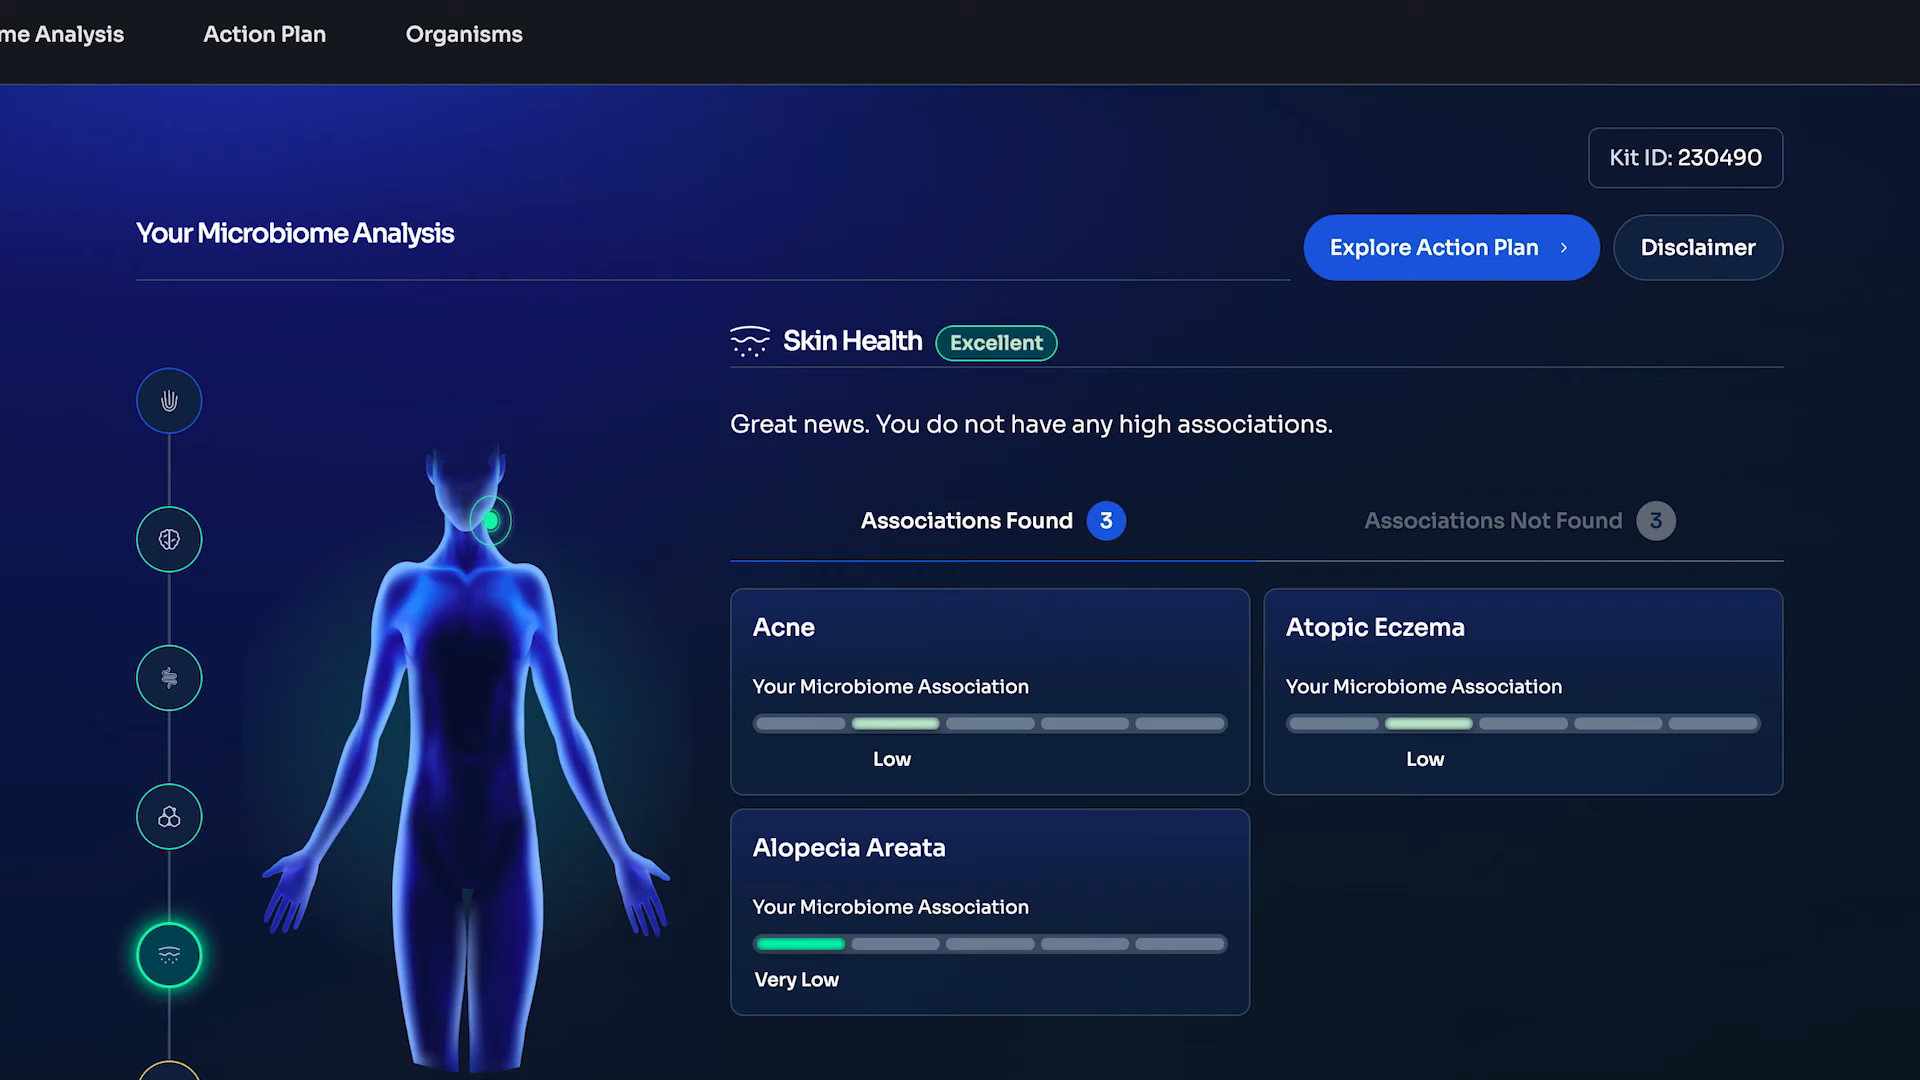 me Analysis
Action Plan
Organisms
Kit ID: 230490
Your Microbiome Analysis
Explore Action Plan
Disclaimer
Skin Health
Excellent
Great news. You do not have any high associations.
Associations Found 3
Associations Not Found 3
Acne
Your Microbiome Association
Low
Atopic Eczema
Your Microbiome Association
Low
Alopecia Areata
Your Microbiome Association
Very Low